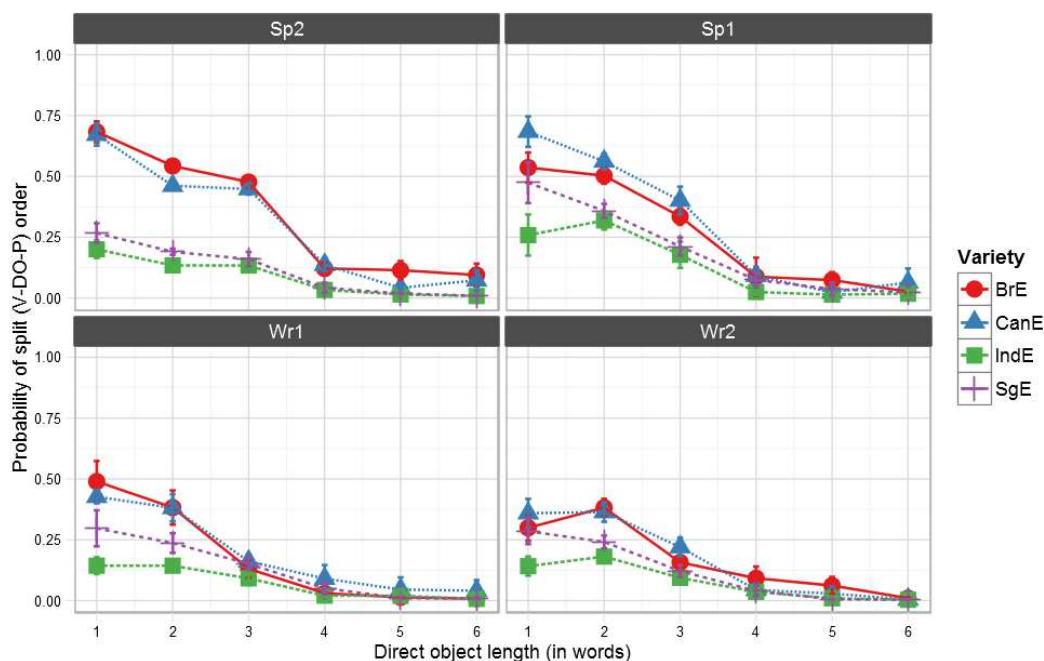 Sp2
Sp1
1.00
0.75
0.50
0.25
0.00
Wr1
Wr2
1.00
0.75
0.50
0.25
0.00
1 2 3 4 5 6
1 2 3 4 5 6
Direct object length (in words)
Probability of split (V-DO-P) order
Variety
BrE
CanE
IndE
SgE